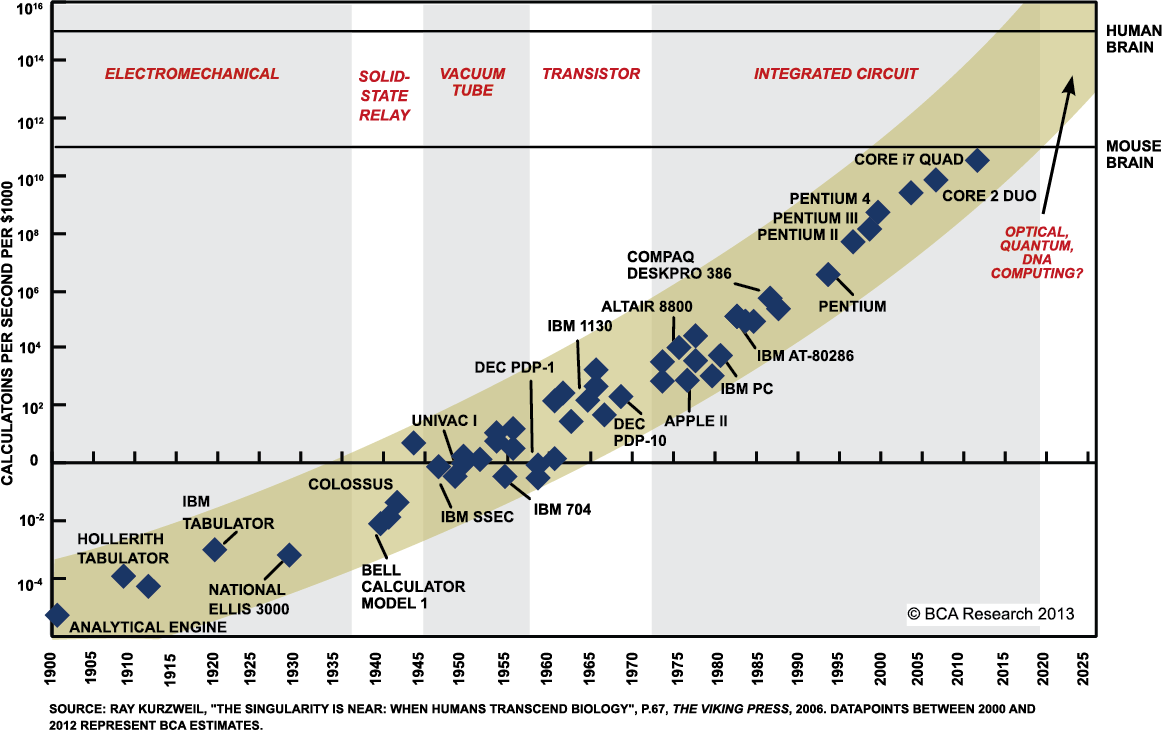 10^16
10^14
10^12
10^10
10^8
10^6
10^4
10^2
0
10^-2
10^-4
CALCULATOINS PER SECOND PER $1000
ELECTROMECHANICAL
SOLID-
STATE
RELAY
VACUUM
TUBE
TRANSISTOR
INTEGRATED CIRCUIT
HUMAN
BRAIN
MOUSE
BRAIN
CORE i7 QUAD
CORE 2 DUO
PENTIUM 4
PENTIUM III
PENTIUM II
OPTICAL,
QUANTUM,
DNA
COMPUTING?
COMPAQ
DESKPRO 386
PENTIUM
ALTAIR 8800
IBM 1130
IBM AT-80286
DEC PDP-1
IBM PC
APPLE II
DEC
PDP-10
UNIVAC I
COLOSSUS
IBM SSEC
IBM 704
IBM
TABULATOR
HOLLERITH
TABULATOR
NATIONAL
ELLIS 3000
BELL
CALCULATOR
MODEL 1
ANALYTICAL ENGINE
© BCA Research 2013
1900
1905
1910
1915
1920
1925
1930
1935
1940
1945
1950
1955
1960
1965
1970
1975
1980
1985
1990
1995
2000
2005
2010
2015
2020
2025
SOURCE: RAY KURZWEIL, "THE SINGULARITY IS NEAR: WHEN HUMANS TRANSCEND BIOLOGY", P.67, THE VIKING PRESS, 2006. DATAPOINTS BETWEEN 2000 AND
2012 REPRESENT BCA ESTIMATES.